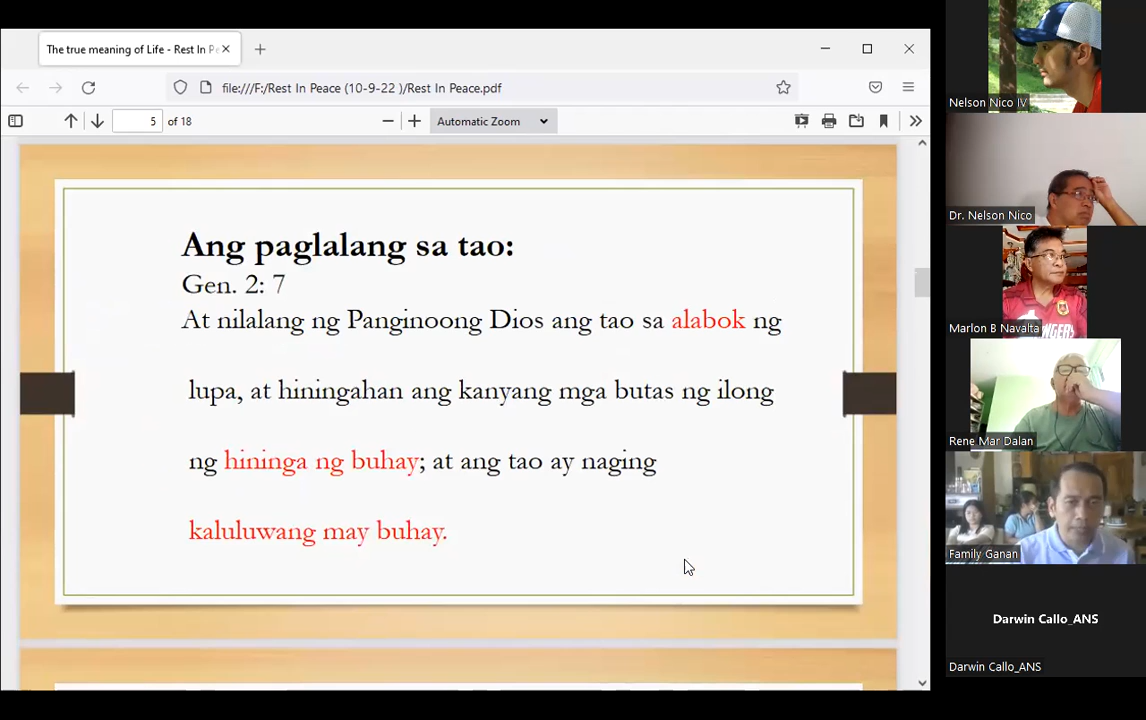 The true meaning of Life - Rest In Pe
file:///F:/Rest In Peace (10-9-22 )/Rest In Peace.pdf
5 of 18
Automatic Zoom
Ang paglalang sa tao:
Gen. 2: 7
At nilalang ng Panginoong Dios ang tao sa alabok ng
lupa, at hiningahan ang kanyang mga butas ng ilong
ng hininga ng buhay; at ang tao ay naging
kaluluwang may buhay.
Nelson Nico IV
Dr. Nelson Nico
Marlon B Navalta
Rene Mar Dalan
Family Ganan
Darwin Callo_ANS
Darwin Callo_ANS